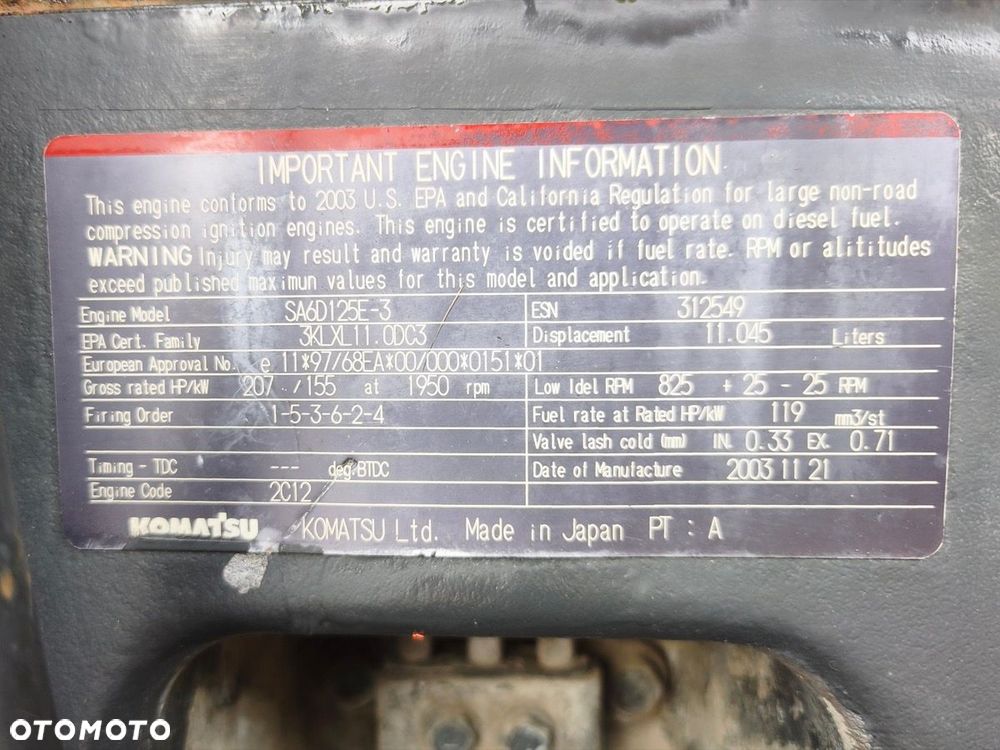 IMPORTANT ENGINE INFORMATION
This engine conforms to 2003 U.S. EPA and California Regulation for large non-road
compression ignition engines. This engine is certified to operate on diesel fuel.
WARNING Injury may result and warranty is voided if fuel rate. RPM or alititudes
exceed published maximun values for this model and application.
Engine Model SA6D125E-3 ESN 312549
EPA Cert. Family 3KLXL11.0DC3 Displacement 11.045 Liters
European Approval No. e 11*97/68EA*00/000*0151*01
Gross rated HP/kW 207 / 155 at 1950 rpm Low Idel RPM 825 + 25 - 25 RPM
Firing Order 1-5-3-6-2-4 Fuel rate at Rated HP/kW 119 mm3/st
Valve lash cold (mm) IN. 0.33 EX. 0.71
Timing - TDC --- deg BTDC Date of Manufacture 2003 11 21
Engine Code 2C12
KOMATSU KOMATSU Ltd. Made in Japan PT : A
OTOMOTO
OTOMOTO